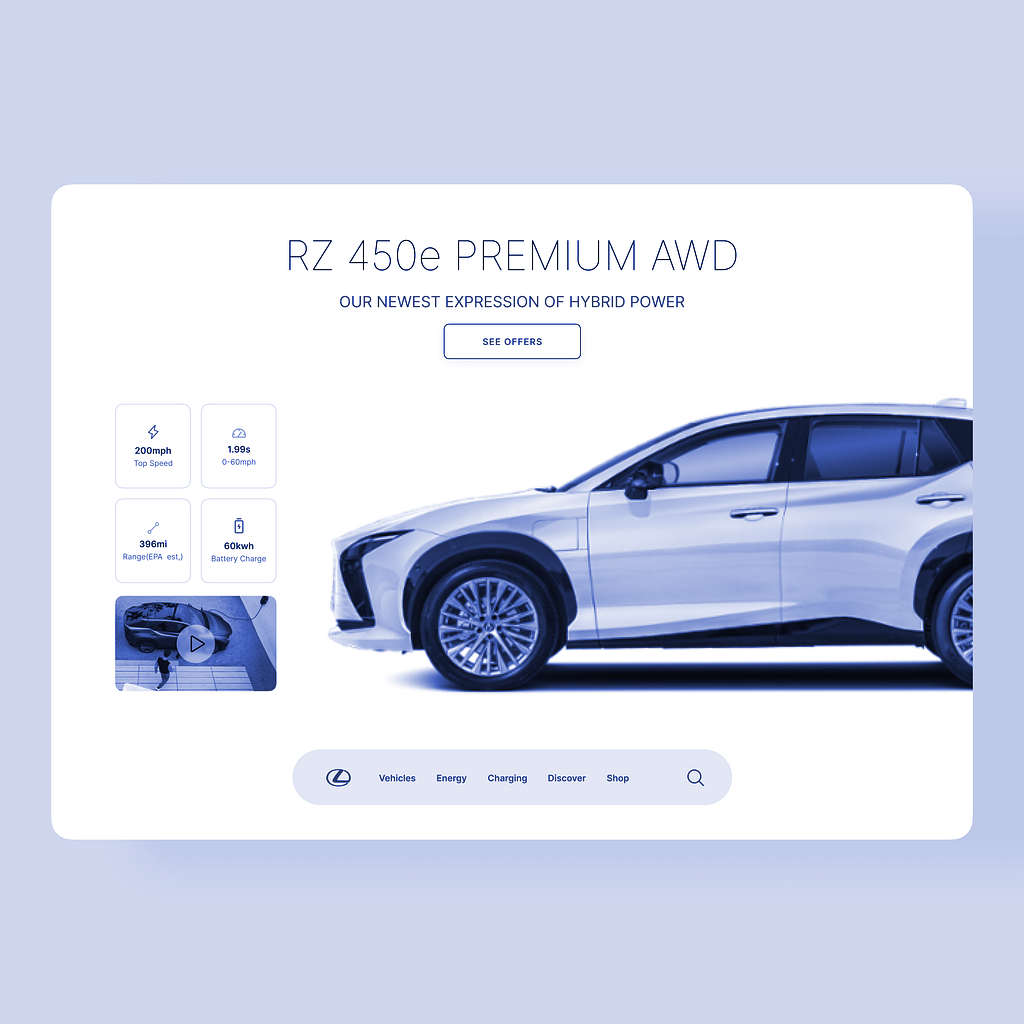 RZ 450e PREMIUM AWD
OUR NEWEST EXPRESSION OF HYBRID POWER
SEE OFFERS
200mph
Top Speed
1.99s
0-60mph
396mi
Range(EPA est,)
60kwh
Battery Charge
Vehicles Energy Charging Discover Shop